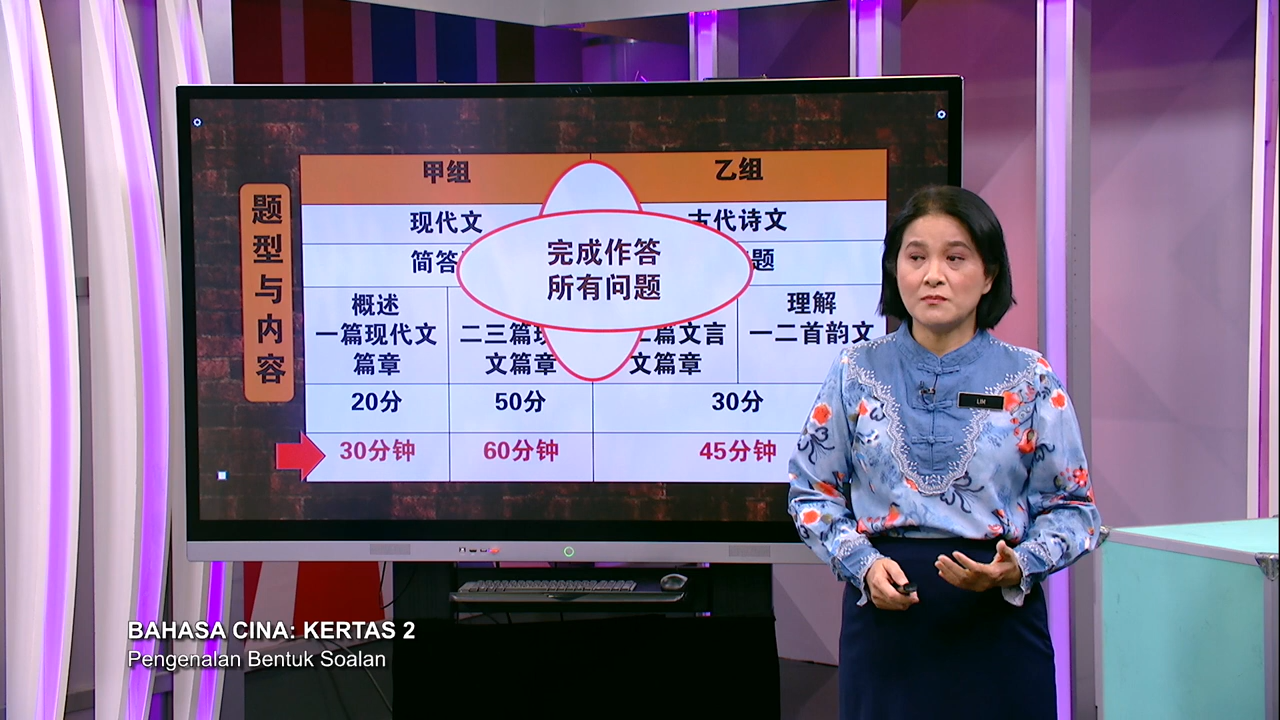 题型与内容
甲组
乙组
现代文
古代诗文
简答
题
完成作答
所有问题
概述
一篇现代文
篇章
二三篇现
文篇章
篇文言
文篇章
理解
一二首韵文
20分
50分
30分
30分钟
60分钟
45分钟
LIM
BAHASA CINA: KERTAS 2
Pengenalan Bentuk Soalan